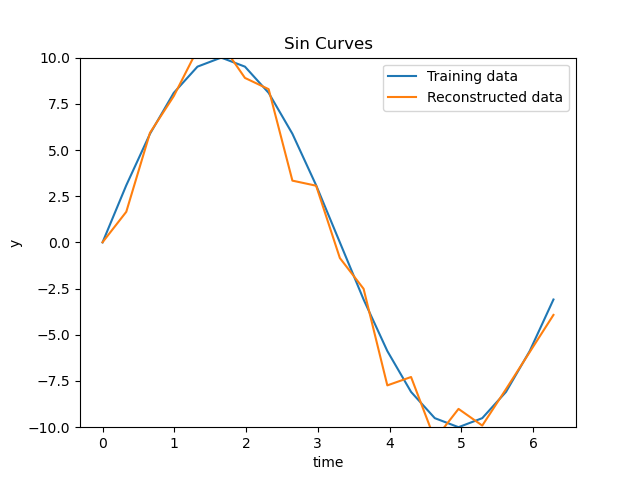 Sin Curves
Training data
Reconstructed data
10.0
7.5
5.0
2.5
0.0
−2.5
−5.0
−7.5
−10.0
y
0 1 2 3 4 5 6
time